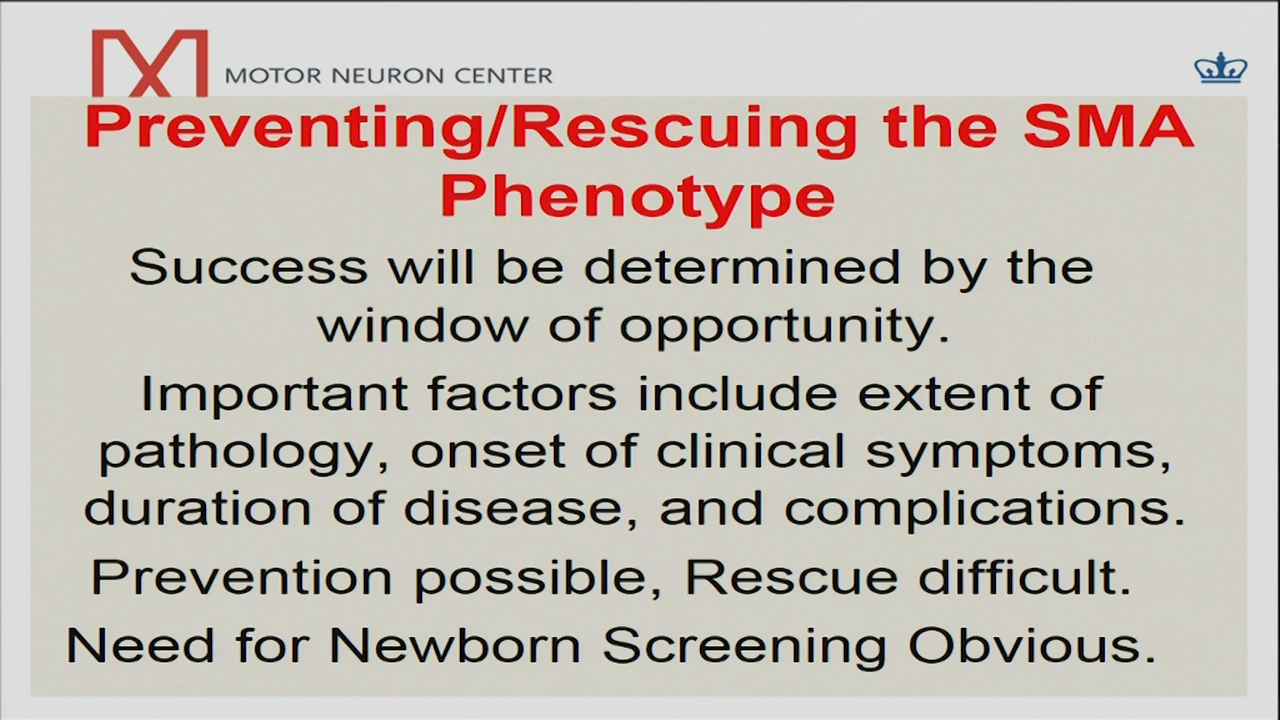 MOTOR NEURON CENTER
Preventing/Rescuing the SMA
Phenotype
Success will be determined by the
window of opportunity.
Important factors include extent of
pathology, onset of clinical symptoms,
duration of disease, and complications.
Prevention possible, Rescue difficult.
Need for Newborn Screening Obvious.